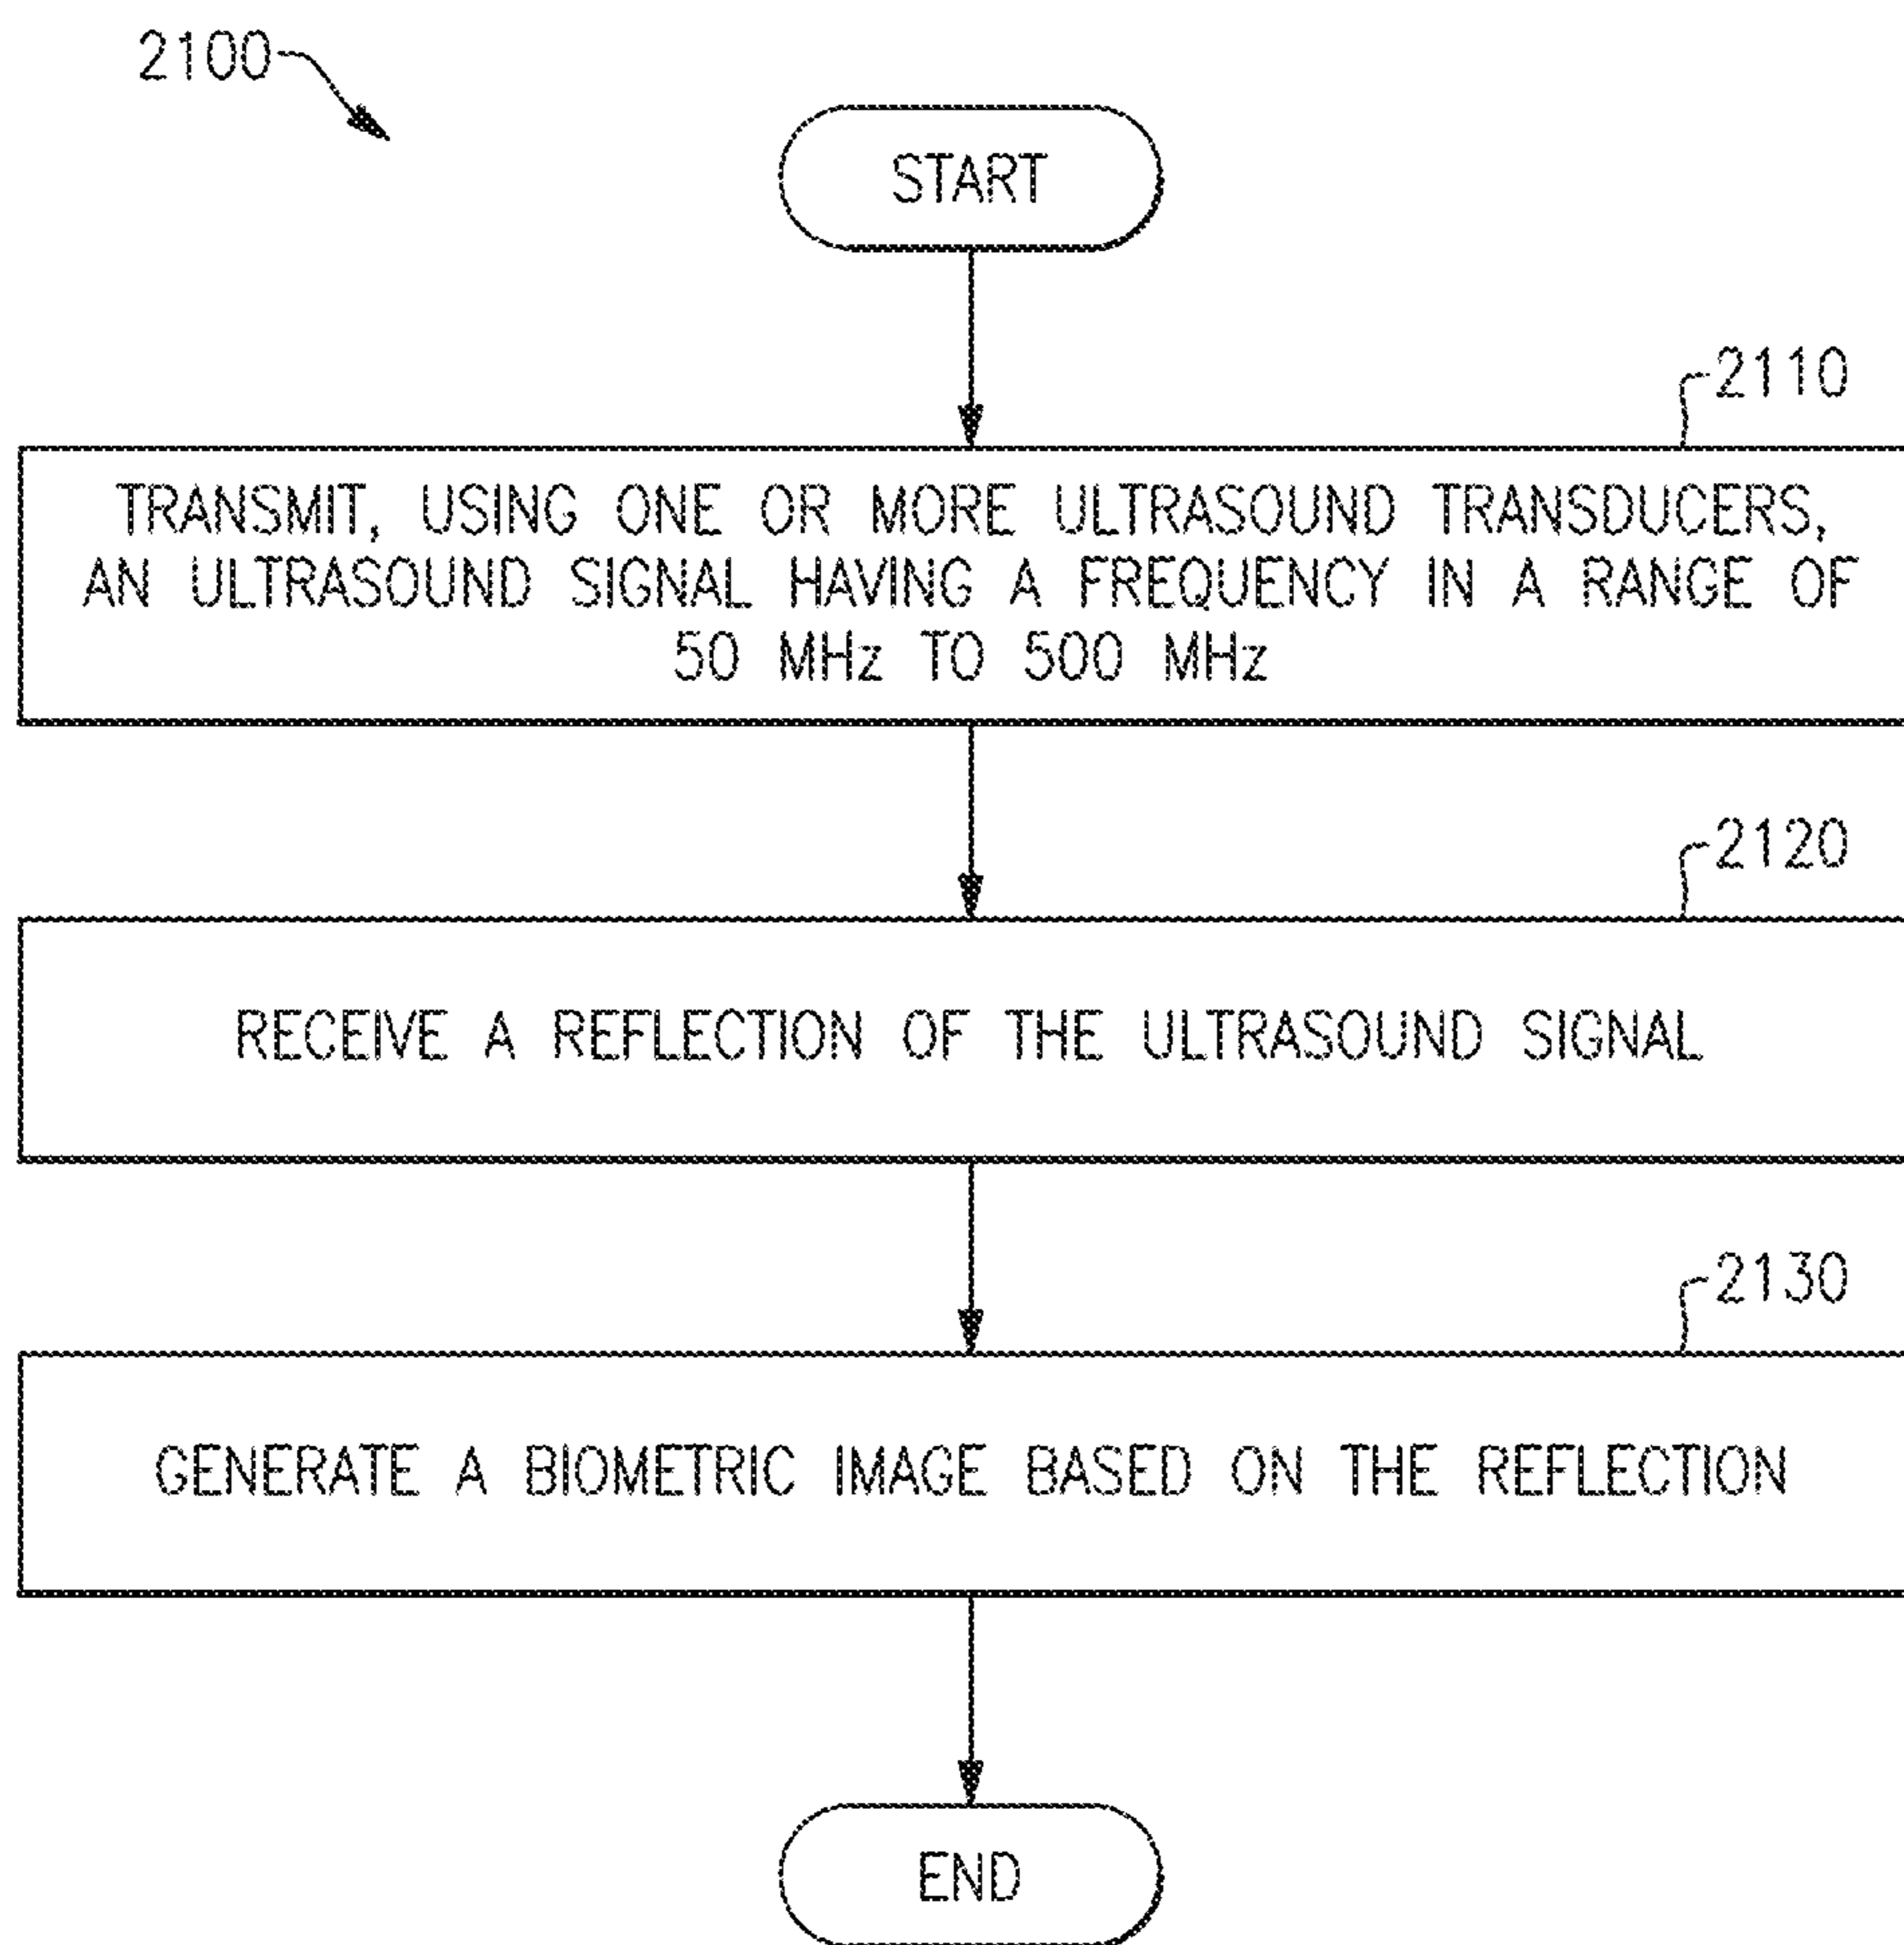 2100
START
2110
TRANSMIT, USING ONE OR MORE ULTRASOUND TRANSDUCERS,
AN ULTRASOUND SIGNAL HAVING A FREQUENCY IN A RANGE OF
50 MHz TO 500 MHz
2120
RECEIVE A REFLECTION OF THE ULTRASOUND SIGNAL
2130
GENERATE A BIOMETRIC IMAGE BASED ON THE REFLECTION
END